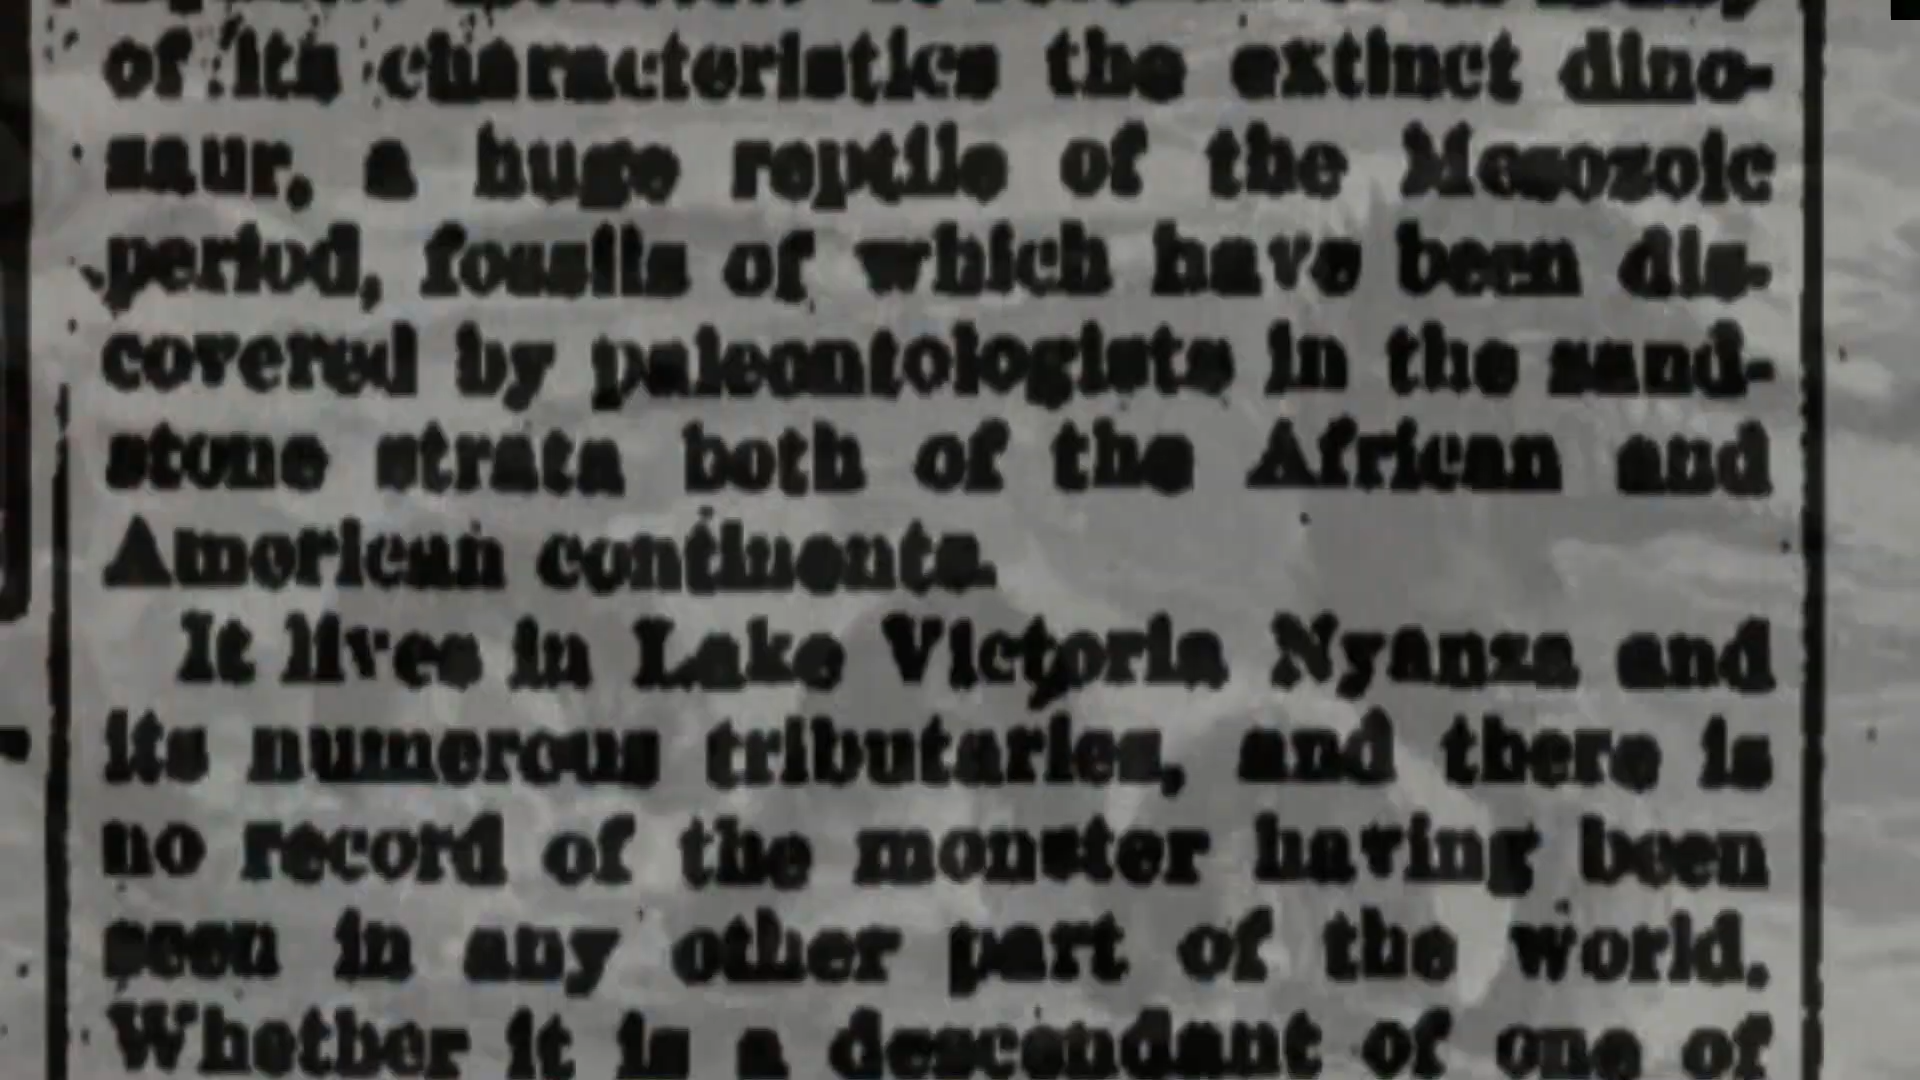 of its characteristics the extinct dino-
saur, a huge reptile of the Mesozoic
period, fossils of which have been dis-
covered by paleontologists in the sand-
stone strata both of the African and
American continents.
It lives in Lake Victoria Nyanza and
its numerous tributaries, and there is
no record of the monster having been
seen in any other part of the world.
Whether it is a descendant of one of